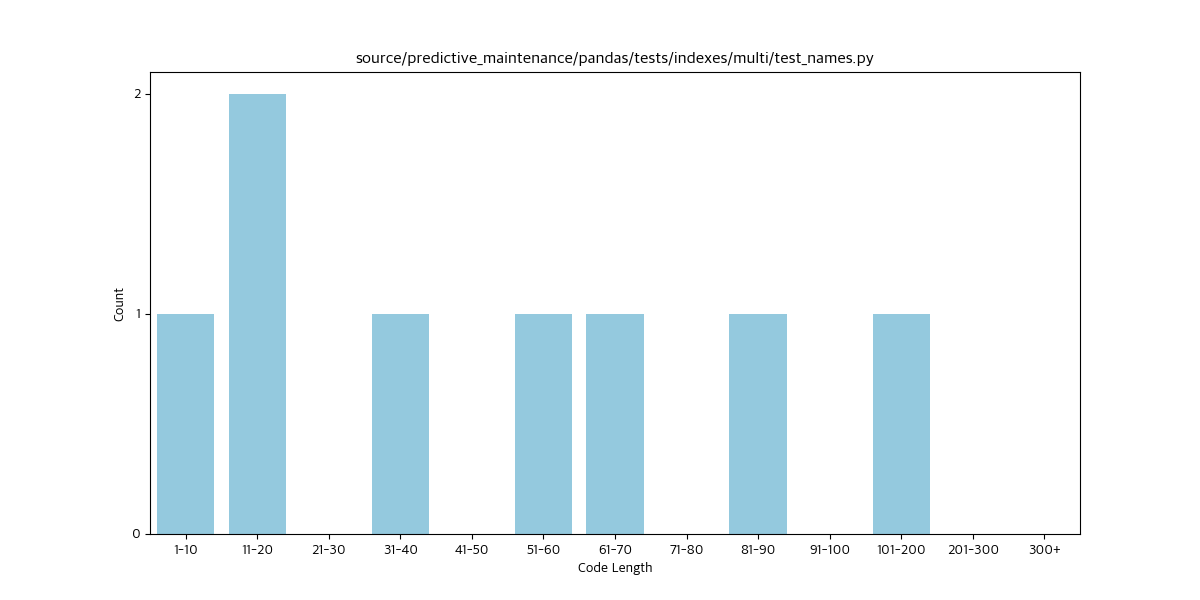 source/predictive_maintenance/pandas/tests/indexes/multi/test_names.py
Count
2
1
0
1-10 11-20 21-30 31-40 41-50 51-60 61-70 71-80 81-90 91-100 101-200 201-300 300+
Code Length